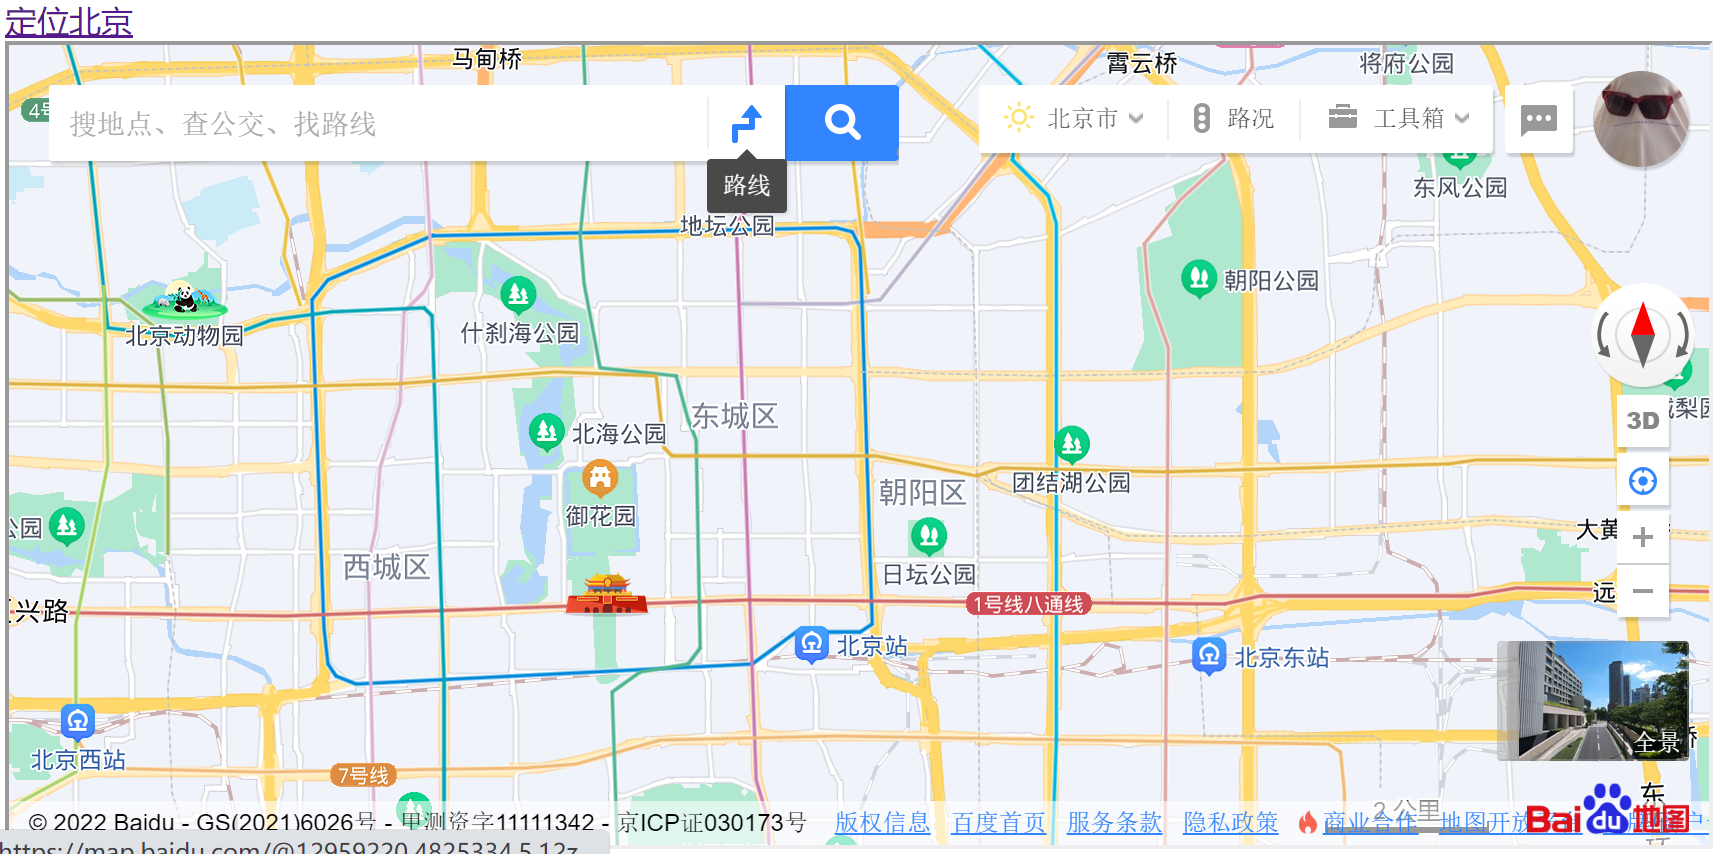 定位北京
马甸桥
霄云桥
将府公园
4号
搜地点、查公交、找路线
北京市
路况
工具箱
路线
东风公园
地坛公园
朝阳公园
北京动物园
什刹海公园
东城区
北海公园
3D
团结湖公园
朝阳区
御花园
公园
大黄
西城区
日坛公园
远
兴路
1号线八通线
北京站
北京东站
全景
桥
北京西站
7号线
2 公里
东
Bai du 地图
© 2022 Baidu - GS(2021)6026号 - 甲测资字11111342 - 京ICP证030173号 版权信息 百度首页 服务条款 隐私政策 商业合作 地图开放
https://map.baidu.com/@12959220,4825334.5,12z